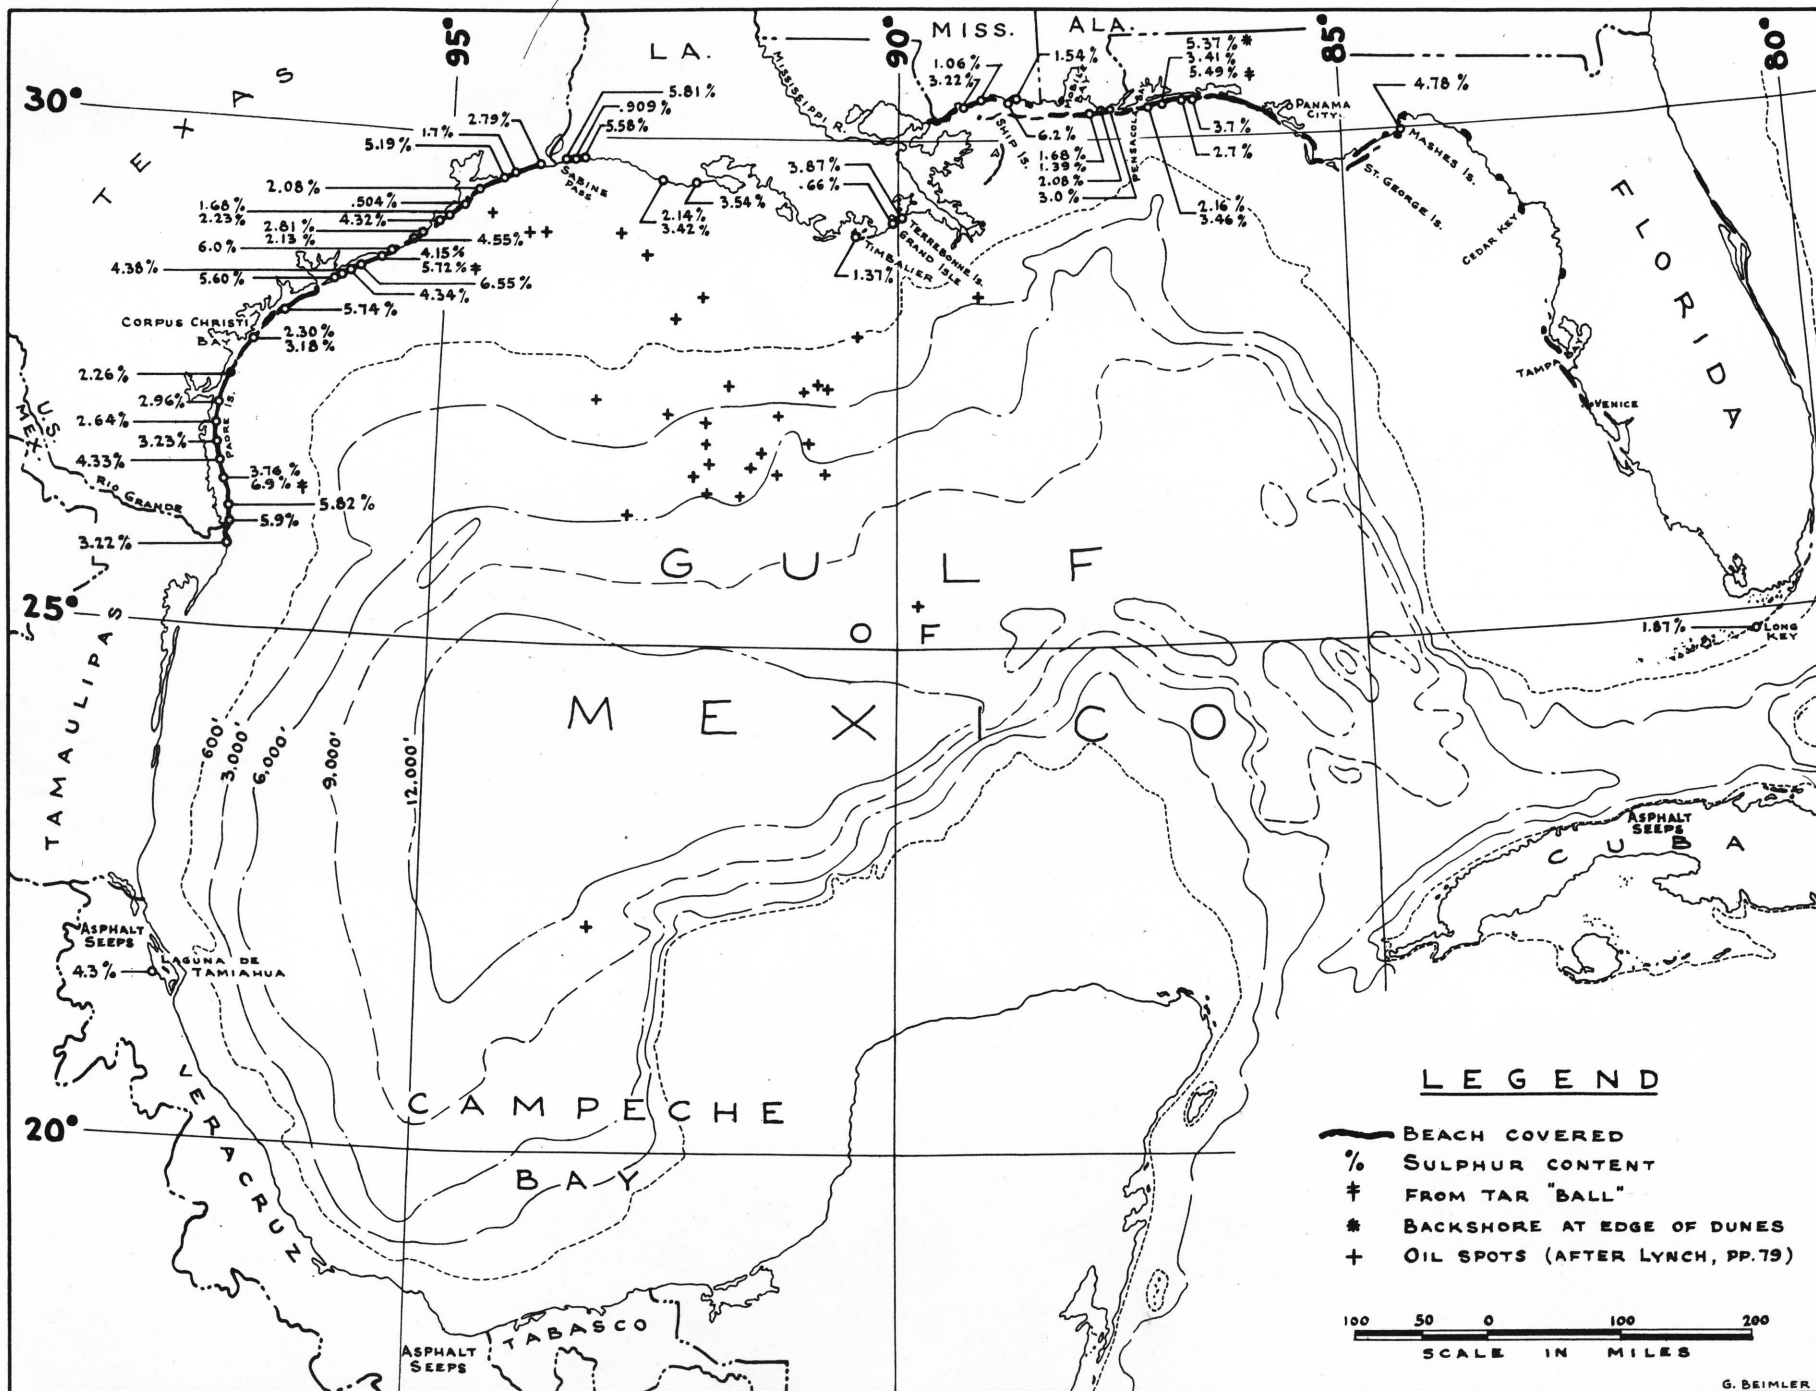 95°
90°
85°
80°
30°
25°
20°
TEXAS
LA.
MISS.
ALA.
FLORIDA
MISSISSIPPI R.
5.81%
.909%
5.58%
2.79%
1.7%
5.19%
2.08%
.504%
1.68%
2.23%
4.32%
2.81%
2.13%
4.55%
6.0%
4.15%
5.72% ‡
4.38%
6.55%
5.60%
4.34%
5.74%
CORPUS CHRISTI
BAY
2.30%
3.18%
2.26%
2.96%
2.64%
3.23%
4.33%
PADRE IS.
3.76%
6.9% ‡
5.82%
5.9%
3.22%
U.S.
MEX.
RIO GRANDE
SABINE
PASS
2.14%
3.42%
3.54%
3.87%
.66%
1.37%
TIMBALIER
GRAND ISLE
TERREBONNE IS.
1.06%
3.22%
1.54%
MOBILE
BAY
SHIP IS.
6.2%
1.68%
1.39%
2.08%
3.0%
PENSACOLA BAY
5.37% *
3.41%
5.49% ‡
3.7%
2.7%
2.16%
3.46%
PANAMA
CITY
4.78%
MASHES IS.
ST. GEORGE IS.
CEDAR KEY
TAMPA
BAY
VENICE
1.87%
LONG
KEY
GULF
OF
MEXICO
TAMAULIPAS
600'
3,000'
6,000'
9,000'
12,000'
ASPHALT
SEEPS
CUBA
ASPHALT
SEEPS
LAGUNA DE
TAMIAHUA
4.3%
VERACRUZ
CAMPECHE
BAY
TABASCO
ASPHALT
SEEPS
LEGEND
BEACH COVERED
% SULPHUR CONTENT
‡ FROM TAR "BALL"
* BACKSHORE AT EDGE OF DUNES
+ OIL SPOTS (AFTER LYNCH, PP.79)
100 50 0 100 200
SCALE IN MILES
G. BEIMLER